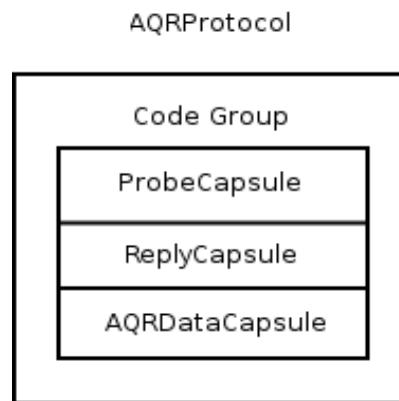 AQRProtocol
Code Group
ProbeCapsule
ReplyCapsule
AQRDataCapsule